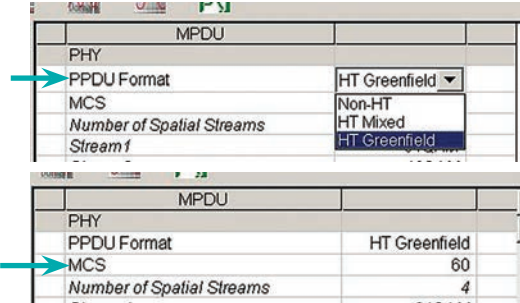 MPDU
PHY
PPDU Format HT Greenfield
MCS Non-HT
Number of Spatial Streams HT Mixed
Stream1 HT Greenfield
MPDU
PHY
PPDU Format HT Greenfield
MCS 60
Number of Spatial Streams 4